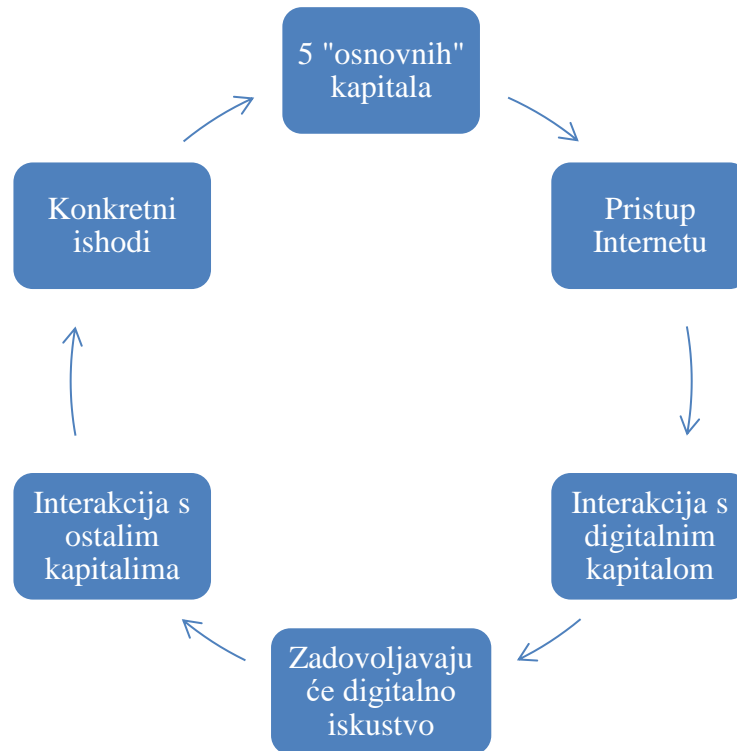 5 "osnovnih"
kapitala
Pristup
Internetu
Interakcija s
digitalnim
kapitalom
Zadovoljavaju
će digitalno
iskustvo
Interakcija s
ostalim
kapitalima
Konkretni
ishodi